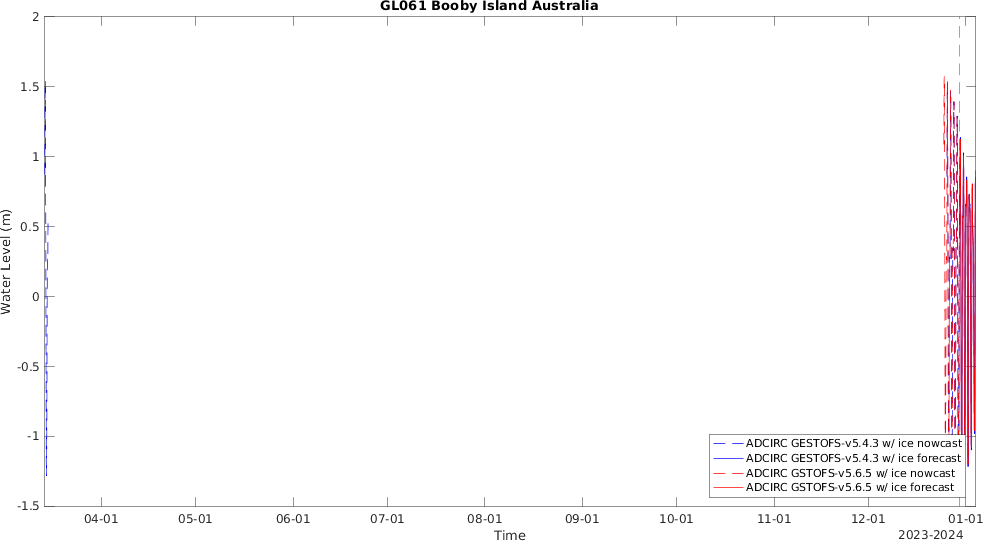 GL061 Booby Island Australia
2
1.5
1
0.5
0
-0.5
-1
-1.5
Water Level (m)
04-01 05-01 06-01 07-01 08-01 09-01 10-01 11-01 12-01 01-01
2023-2024
Time
ADCIRC GESTOFS-v5.4.3 w/ ice nowcast
ADCIRC GESTOFS-v5.4.3 w/ ice forecast
ADCIRC GSTOFS-v5.6.5 w/ ice nowcast
ADCIRC GSTOFS-v5.6.5 w/ ice forecast